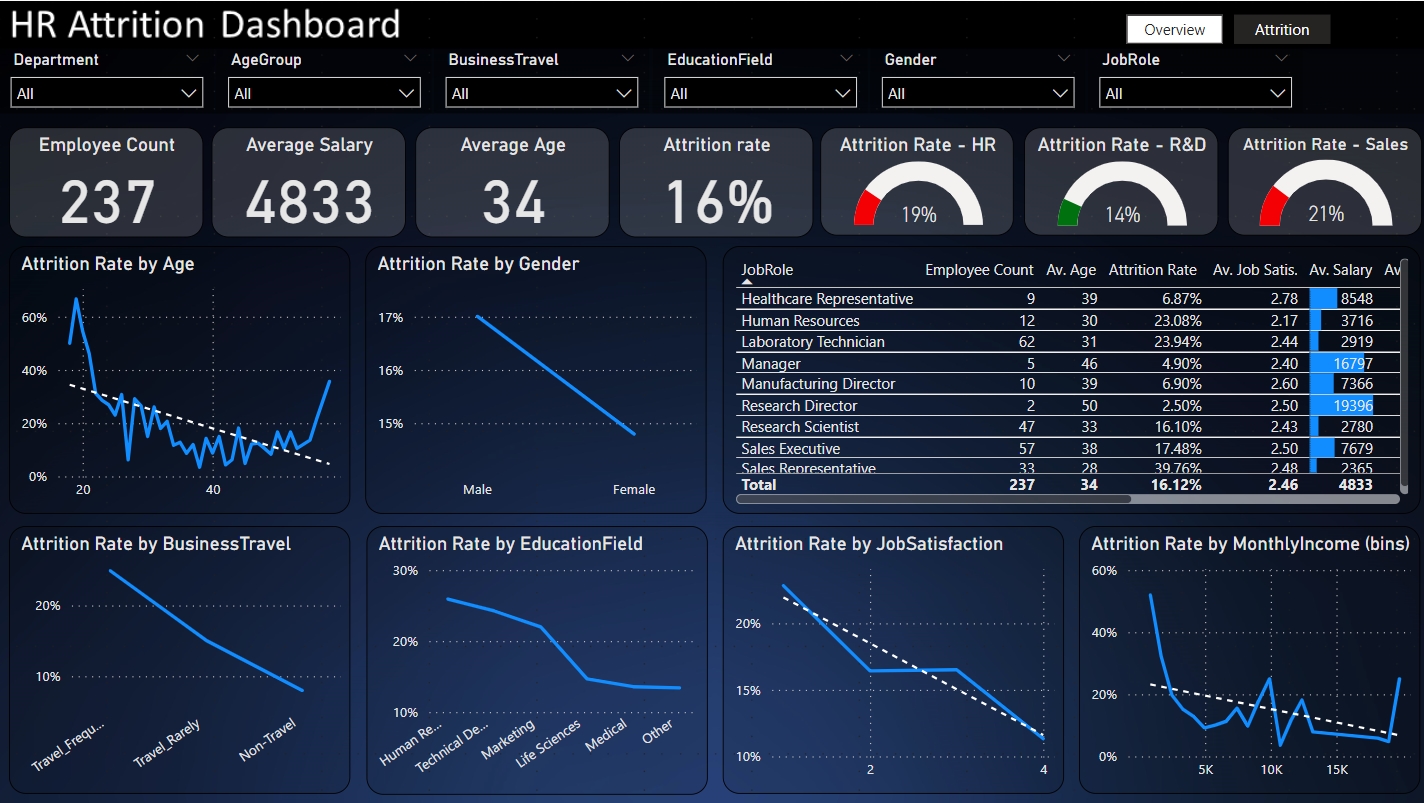 HR Attrition Dashboard
Overview
Attrition
Department
AgeGroup
BusinessTravel
EducationField
Gender
JobRole
All
All
All
All
All
All
Employee Count
237
Average Salary
4833
Average Age
34
Attrition rate
16%
Attrition Rate - HR
19%
Attrition Rate - R&D
14%
Attrition Rate - Sales
21%
Attrition Rate by Age
60%
40%
20%
0%
20
40
Attrition Rate by Gender
17%
16%
15%
Male
Female
JobRole Employee Count Av. Age Attrition Rate Av. Job Satis. Av. Salary Av
Healthcare Representative 9 39 6.87% 2.78 8548
Human Resources 12 30 23.08% 2.17 3716
Laboratory Technician 62 31 23.94% 2.44 2919
Manager 5 46 4.90% 2.40 16797
Manufacturing Director 10 39 6.90% 2.60 7366
Research Director 2 50 2.50% 2.50 19396
Research Scientist 47 33 16.10% 2.43 2780
Sales Executive 57 38 17.48% 2.50 7679
Sales Representative 33 28 39.76% 2.48 2365
Total 237 34 16.12% 2.46 4833
Attrition Rate by BusinessTravel
20%
10%
Travel_Frequ...
Travel_Rarely
Non-Travel
Attrition Rate by EducationField
30%
20%
10%
Human Re...
Technical De...
Marketing
Life Sciences
Medical
Other
Attrition Rate by JobSatisfaction
20%
15%
10%
2
4
Attrition Rate by MonthlyIncome (bins)
60%
40%
20%
0%
5K
10K
15K